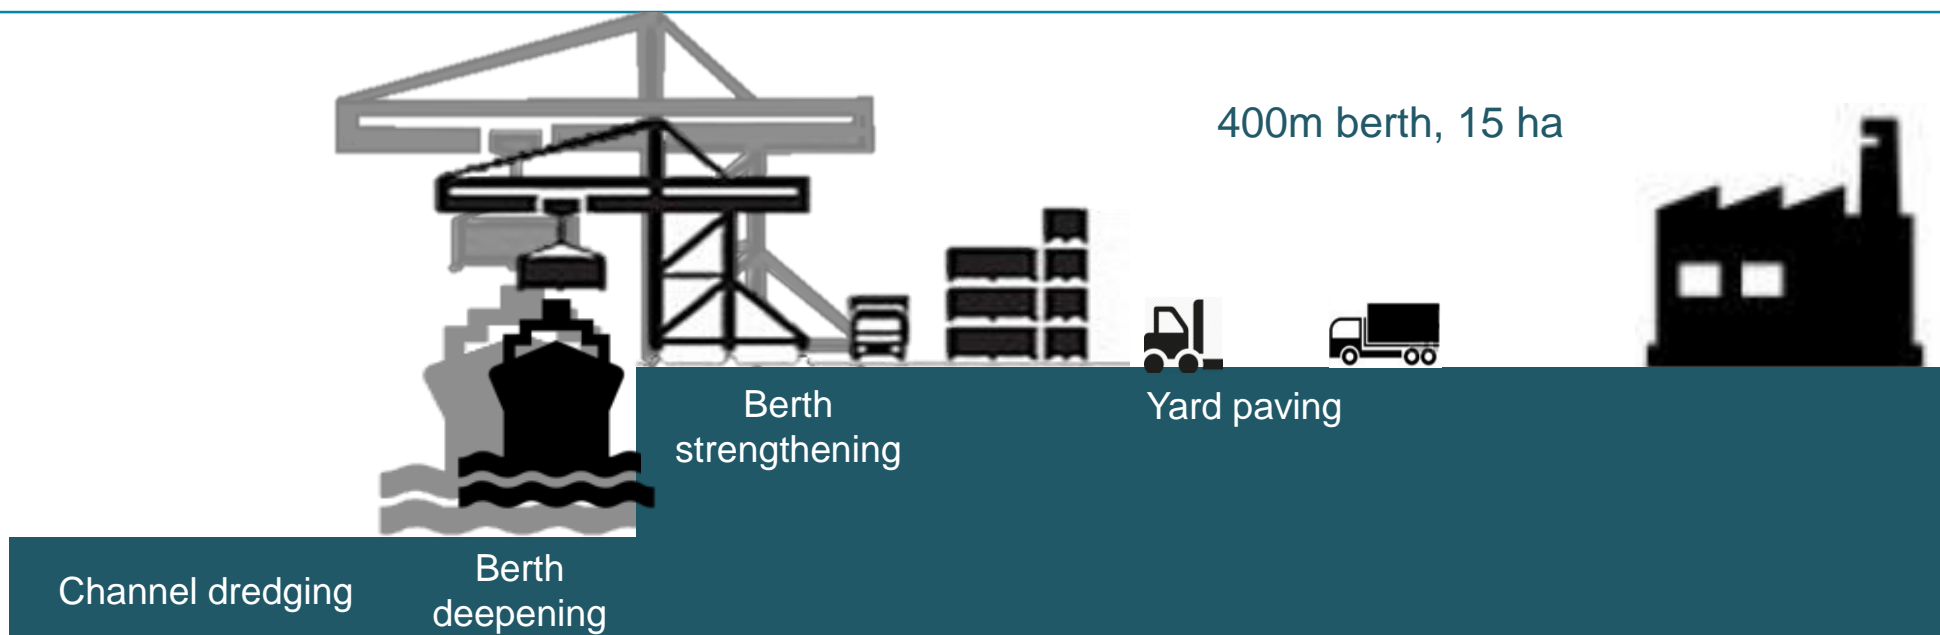 400m berth, 15 ha
Berth
strengthening
Yard paving
Channel dredging
Berth
deepening